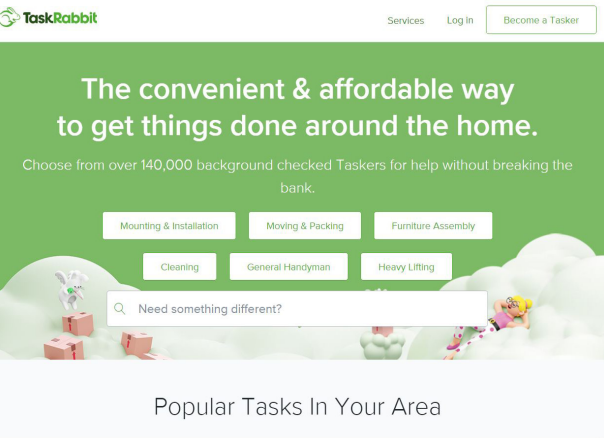 TaskRabbit
Services
Log in
Become a Tasker
The convenient & affordable way
to get things done around the home.
Choose from over 140,000 background checked Taskers for help without breaking the
bank.
Mounting & Installation
Moving & Packing
Furniture Assembly
Cleaning
General Handyman
Heavy Lifting
Need something different?
Popular Tasks In Your Area